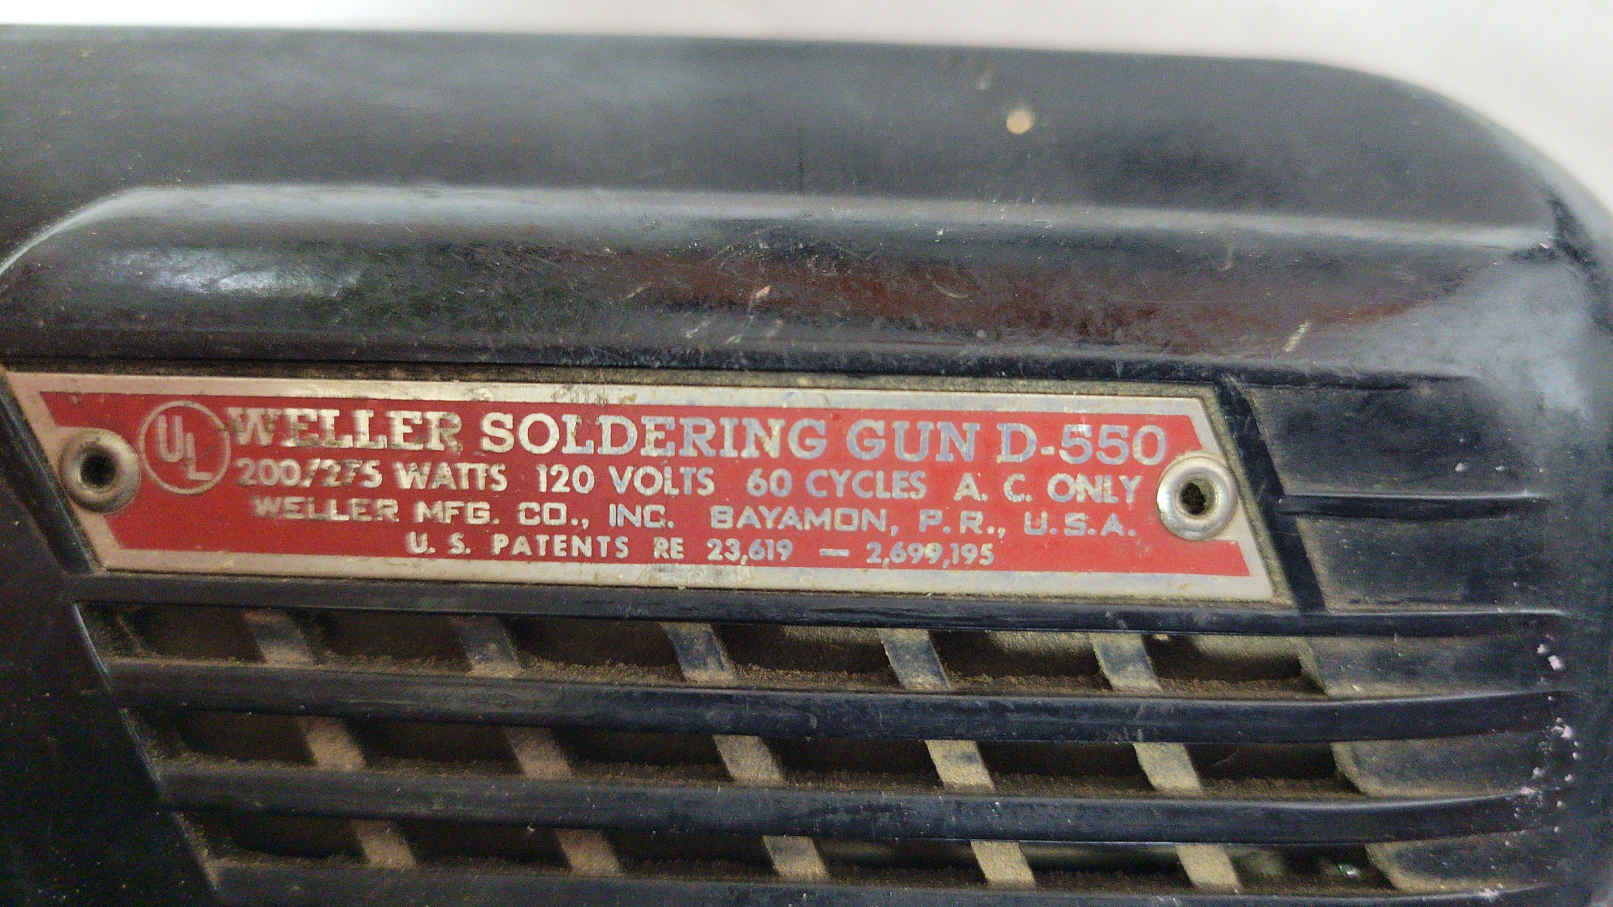 UL WELLER SOLDERING GUN D-550
200/275 WATTS 120 VOLTS 60 CYCLES A. C. ONLY
WELLER MFG. CO., INC. BAYAMON, P.R., U.S.A.
U. S. PATENTS RE 23,619 — 2,699,195